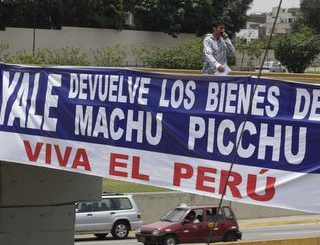 YALE DEVUELVE LOS BIENES DE
MACHU PICCHU
VIVA EL PERÚ